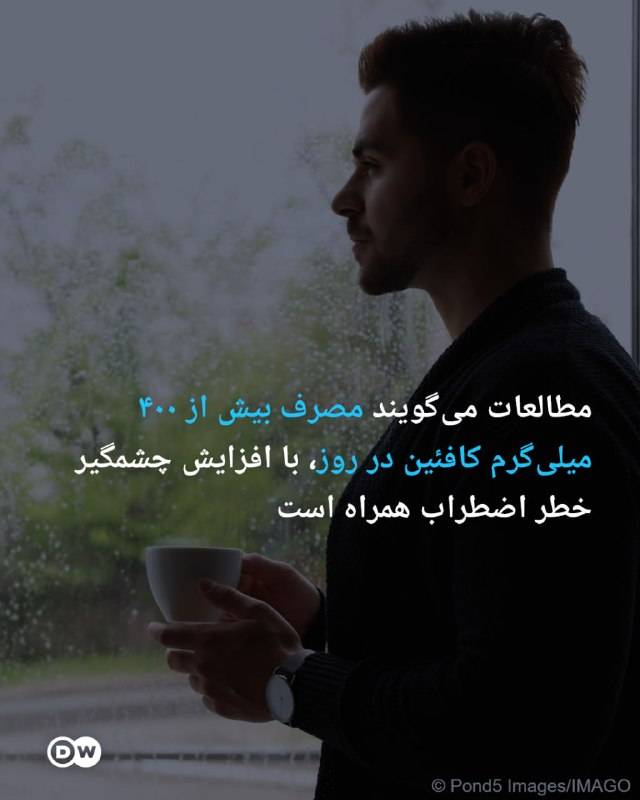 مطالعات می‌گویند مصرف بیش از ۴۰۰
میلی‌گرم کافئین در روز، با افزایش چشمگیر
خطر اضطراب همراه است
DW
© Pond5 Images/IMAGO